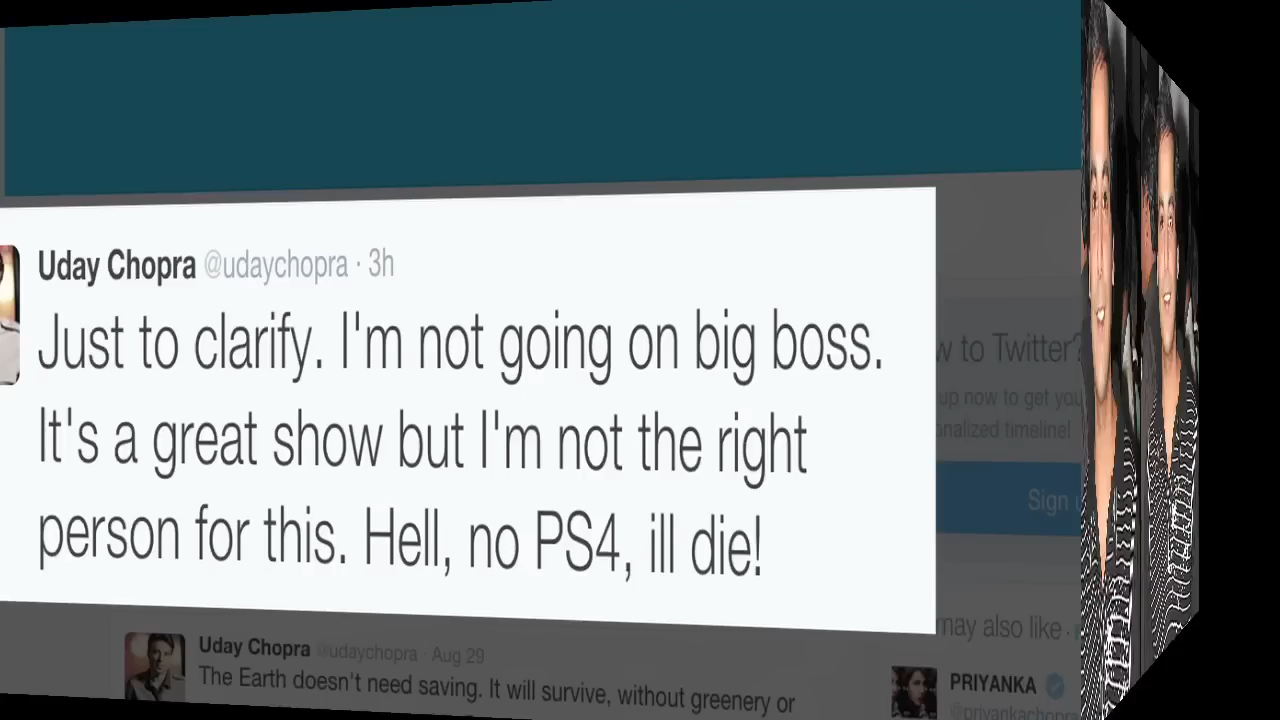 Uday Chopra @udaychopra · 3h
Just to clarify. I'm not going on big boss.
It's a great show but I'm not the right
person for this. Hell, no PS4, ill die!
w to Twitter?
up now to get you
nalized timeline!
Sign
may also like ·
Uday Chopra @udaychopra · Aug 29
The Earth doesn't need saving. It will survive, without greenery or
PRIYANKA
@priyankachopra